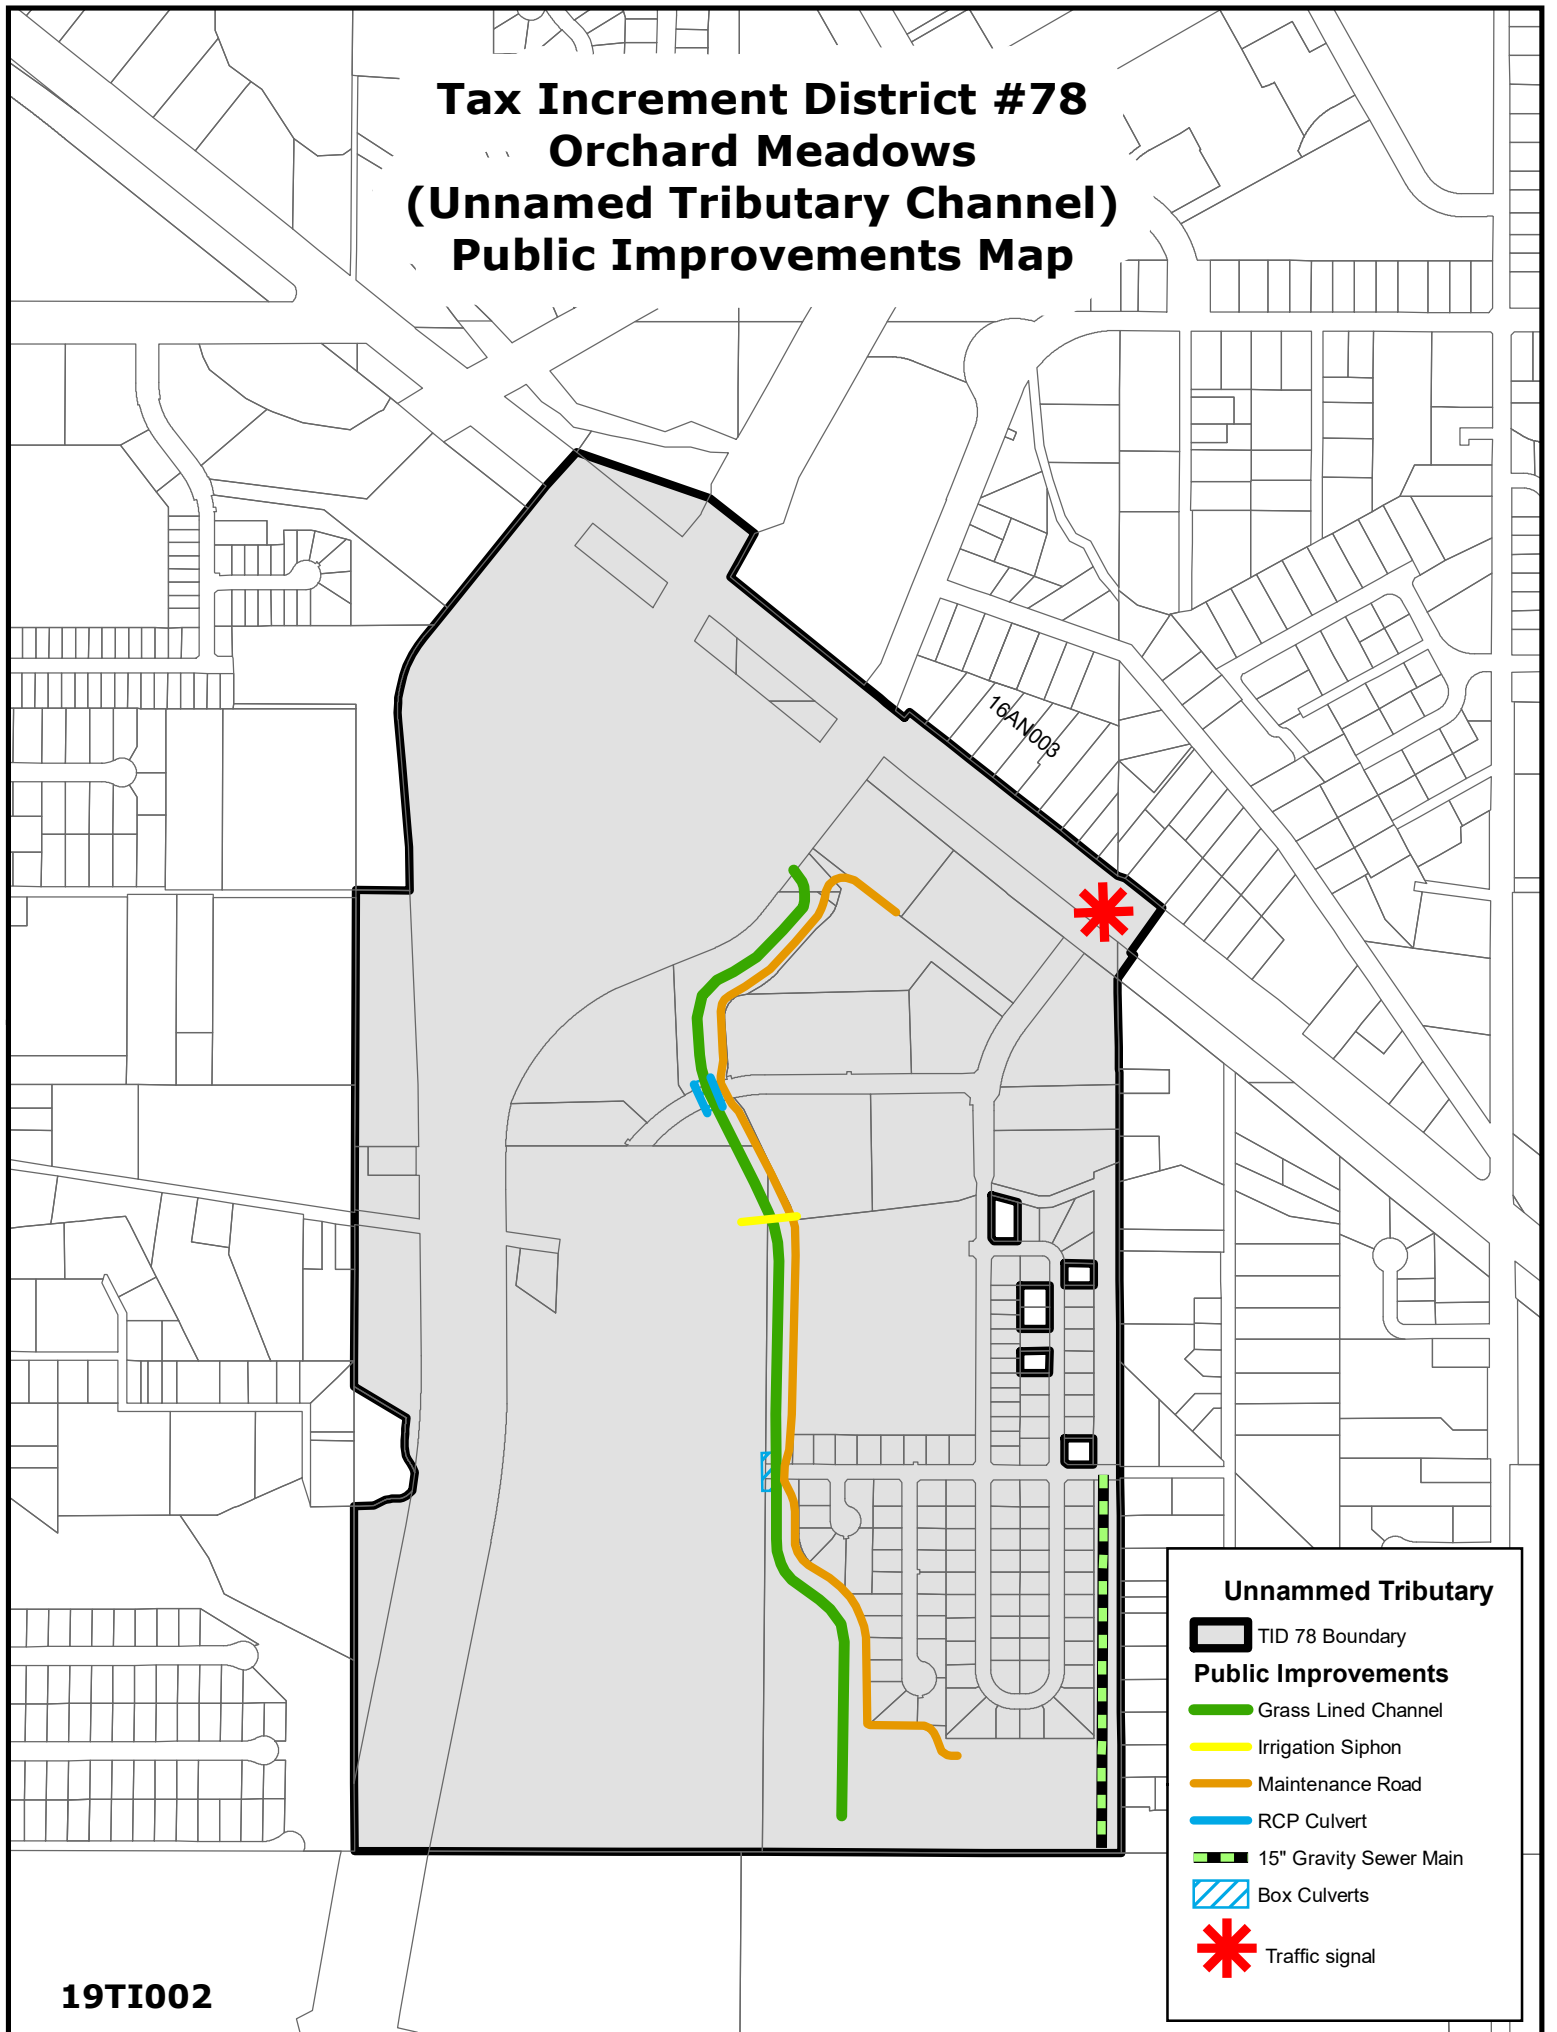 Tax Increment District #78
Orchard Meadows
(Unnamed Tributary Channel)
Public Improvements Map
16AN003
Unnammed Tributary
TID 78 Boundary
Public Improvements
Grass Lined Channel
Irrigation Siphon
Maintenance Road
RCP Culvert
15" Gravity Sewer Main
Box Culverts
Traffic signal
19TI002